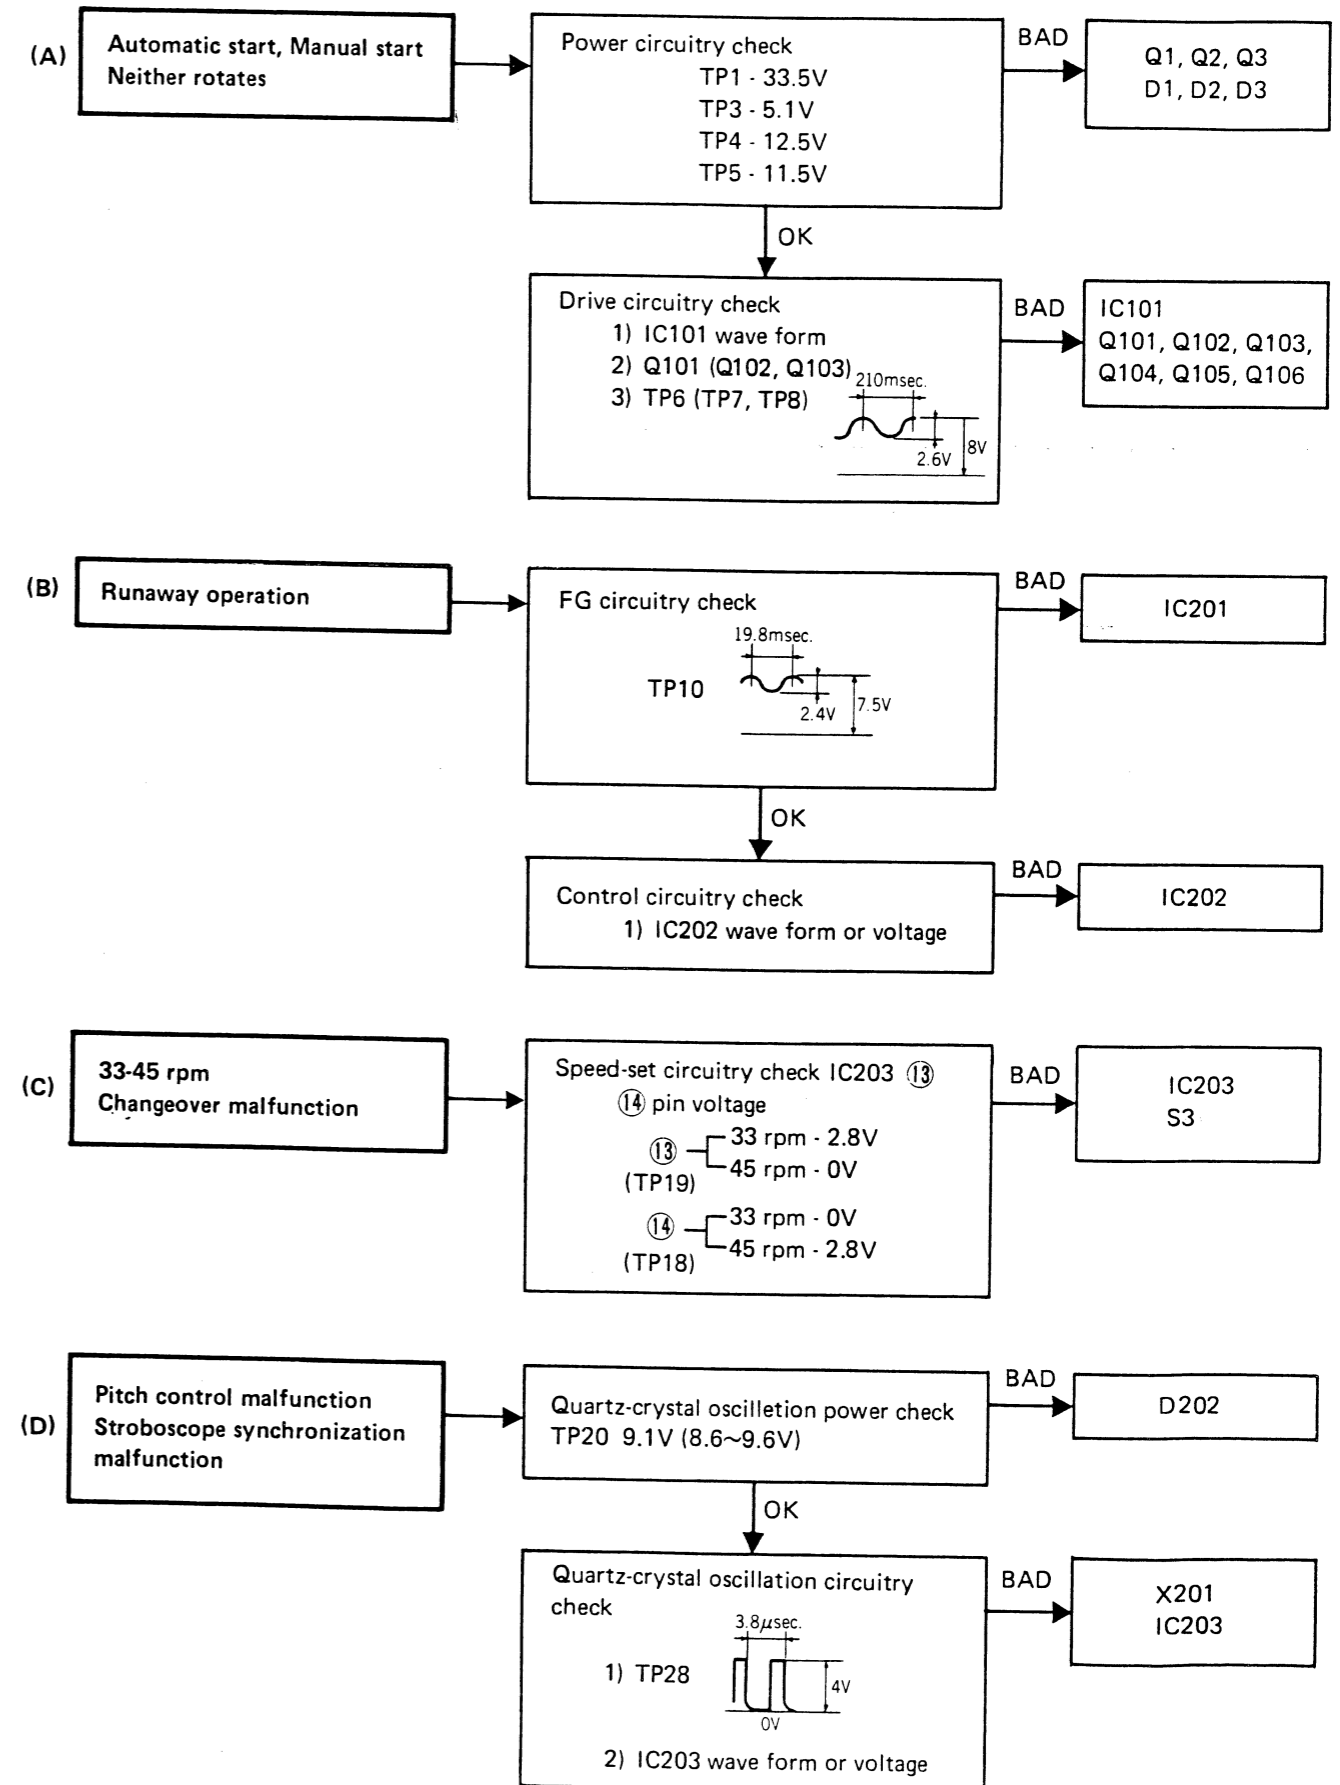 (A)
Automatic start, Manual start
Neither rotates
Power circuitry check
TP1 - 33.5V
TP3 - 5.1V
TP4 - 12.5V
TP5 - 11.5V
BAD
Q1, Q2, Q3
D1, D2, D3
OK
Drive circuitry check
1) IC101 wave form
2) Q101 (Q102, Q103)
3) TP6 (TP7, TP8)
210msec.
2.6V
8V
BAD
IC101
Q101, Q102, Q103,
Q104, Q105, Q106
(B)
Runaway operation
FG circuitry check
19.8msec.
TP10
2.4V
7.5V
BAD
IC201
OK
Control circuitry check
1) IC202 wave form or voltage
BAD
IC202
(C)
33-45 rpm
Changeover malfunction
Speed-set circuitry check IC203 ⑬
⑭ pin voltage
⑬
(TP19)
33 rpm - 2.8V
45 rpm - 0V
⑭
(TP18)
33 rpm - 0V
45 rpm - 2.8V
BAD
IC203
S3
(D)
Pitch control malfunction
Stroboscope synchronization
malfunction
Quartz-crystal oscilletion power check
TP20 9.1V (8.6~9.6V)
BAD
D202
OK
Quartz-crystal oscillation circuitry
check
3.8μsec.
1) TP28
4V
0V
2) IC203 wave form or voltage
BAD
X201
IC203